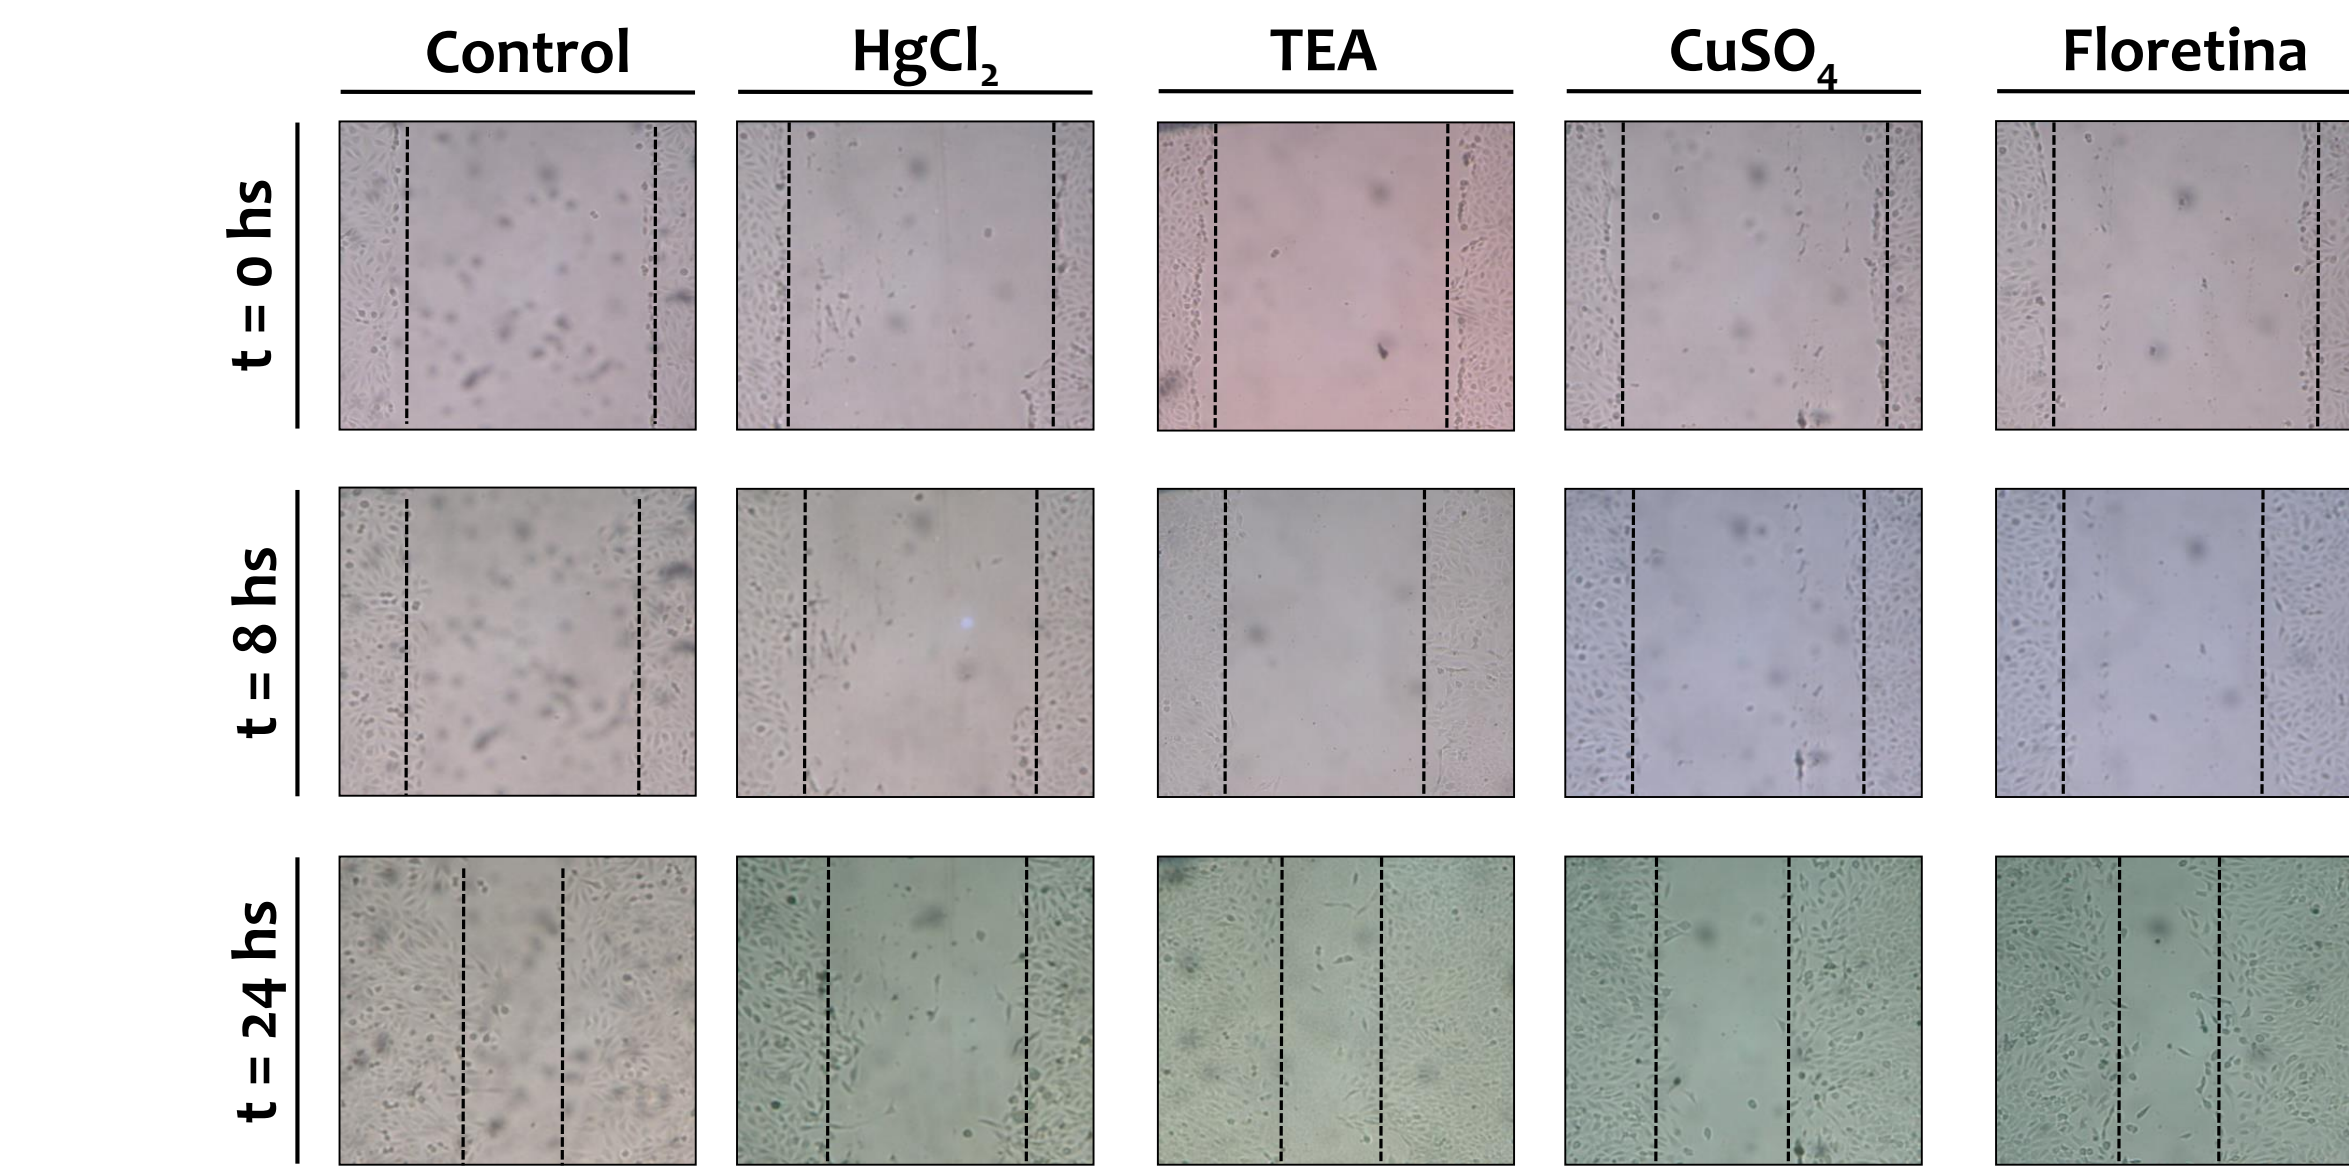 Control
HgCl₂
TEA
CuSO₄
Floretina
t = 0 hs
t = 8 hs
t = 24 hs